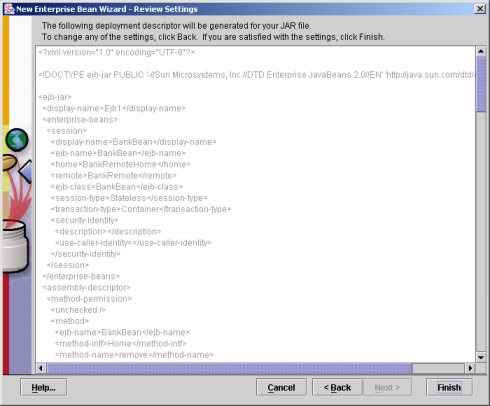 New Enterprise Bean Wizard - Review Settings
The following deployment descriptor will be generated for your JAR file.
To change any of the settings, click Back. If you are satisfied with the settings, click Finish.
<?xml version="1.0" encoding="UTF-8"?>
<!DOCTYPE ejb-jar PUBLIC '-//Sun Microsystems, Inc.//DTD Enterprise JavaBeans 2.0//EN' 'http://java.sun.com/dtd/
<ejb-jar>
<display-name>Ejb1</display-name>
<enterprise-beans>
<session>
<display-name>BankBean</display-name>
<ejb-name>BankBean</ejb-name>
<home>BankRemoteHome</home>
<remote>BankRemote</remote>
<ejb-class>BankBean</ejb-class>
<session-type>Stateless</session-type>
<transaction-type>Container</transaction-type>
<security-identity>
<description></description>
<use-caller-identity></use-caller-identity>
</security-identity>
</session>
</enterprise-beans>
<assembly-descriptor>
<method-permission>
<unchecked />
<method>
<ejb-name>BankBean</ejb-name>
<method-intf>Home</method-intf>
<method-name>remove</method-name>
Help... Cancel < Back Next > Finish